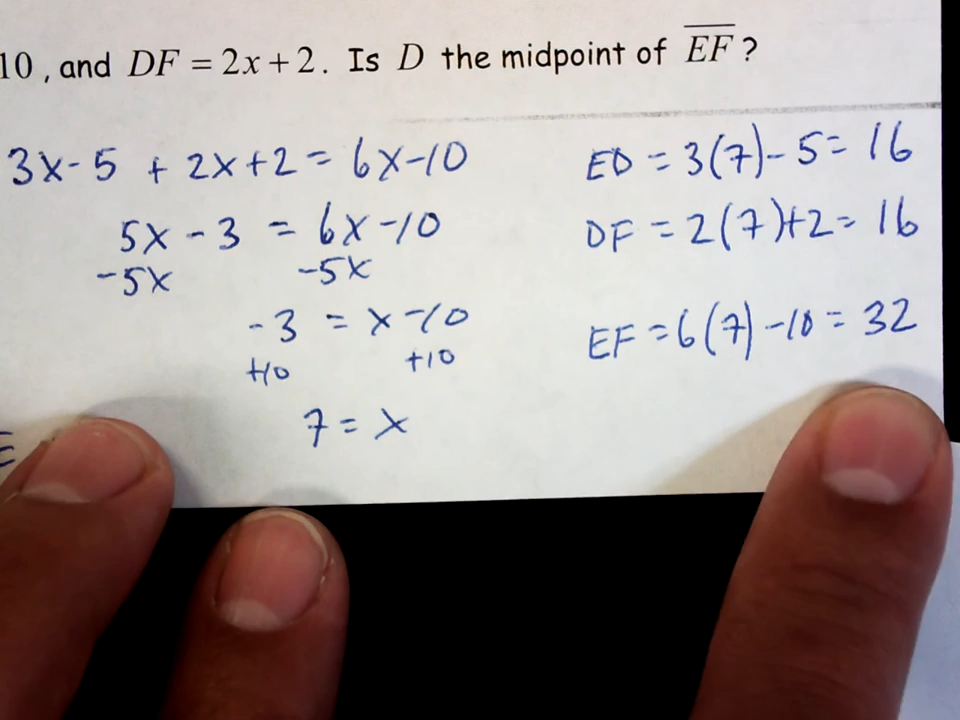 10, and DF = 2x + 2. Is D the midpoint of EF?
3x - 5 + 2x + 2 = 6x - 10
5x - 3 = 6x - 10
-5x -5x
-3 = x - 10
+10 +10
7 = x
ED = 3(7) - 5 = 16
DF = 2(7) + 2 = 16
EF = 6(7) - 10 = 32